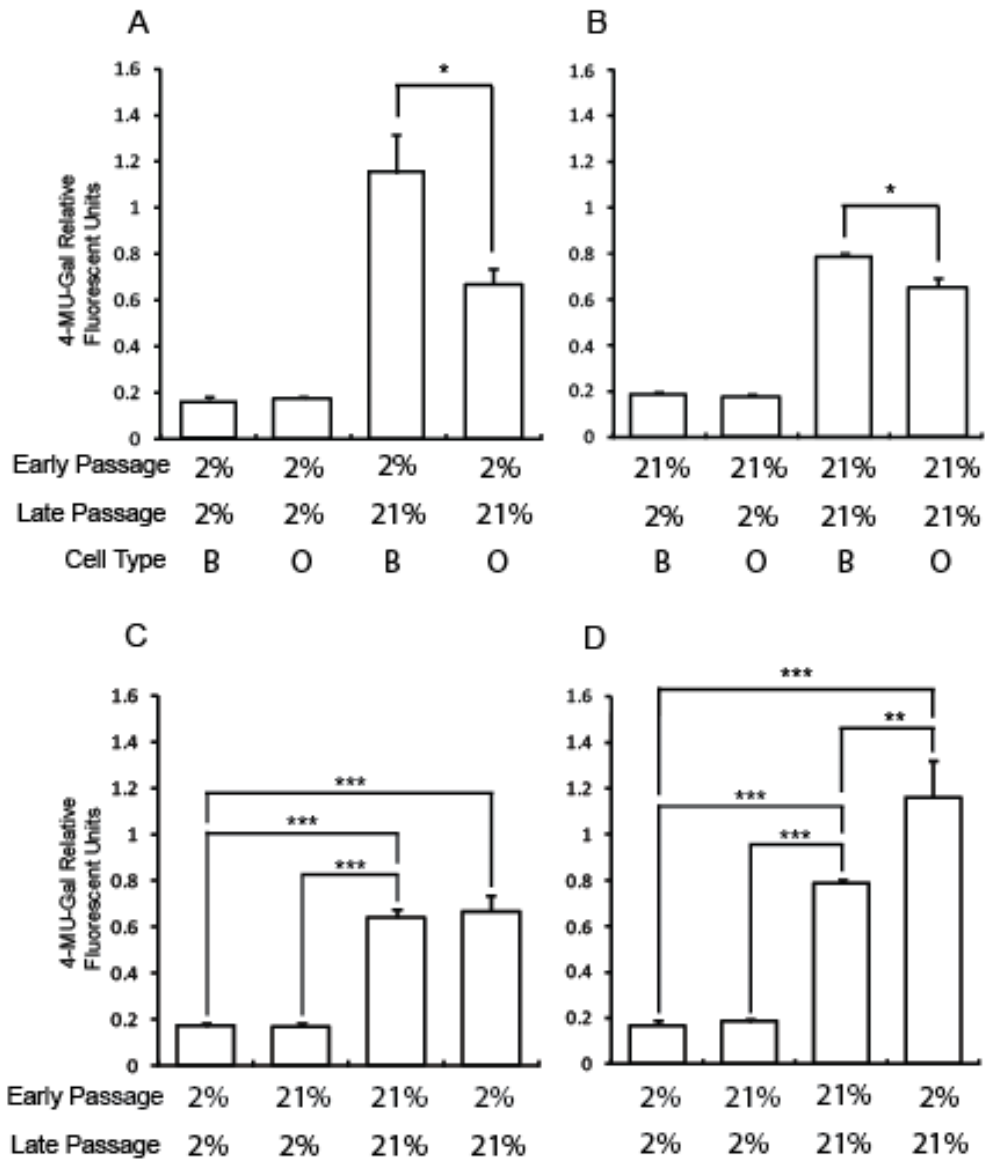 A B
1.6 1.6
* 
1.4 1.4
1.2 1.2
*
1 1
0.8 0.8
0.6 0.6
0.4 0.4
0.2 0.2
0 0
4-MU-Gal Relative
Fluorescent Units
Early Passage 2% 2% 2% 2% 21% 21% 21% 21%
Late Passage 2% 2% 21% 21% 2% 2% 21% 21%
Cell Type B O B O B O B O
C D
***
1.6 1.6
**
1.4 1.4
1.2 1.2
*** ***
1 1
*** ***
0.8 0.8
***
0.6 0.6
0.4 0.4
0.2 0.2
0 0
4-MU-Gal Relative
Fluorescent Units
Early Passage 2% 21% 21% 2% 2% 21% 21% 2%
Late Passage 2% 2% 21% 21% 2% 2% 21% 21%